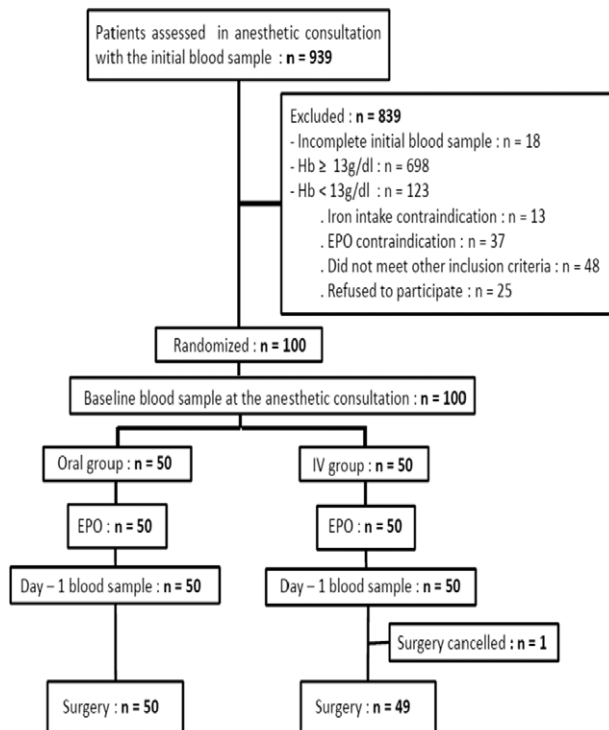 Patients assessed in anesthetic consultation
with the initial blood sample : n = 939
Excluded : n = 839
- Incomplete initial blood sample : n = 18
- Hb ≥ 13g/dl : n = 698
- Hb < 13g/dl : n = 123
. Iron intake contraindication : n = 13
. EPO contraindication : n = 37
. Did not meet other inclusion criteria : n = 48
. Refused to participate : n = 25
Randomized : n = 100
Baseline blood sample at the anesthetic consultation : n = 100
Oral group : n = 50
IV group : n = 50
EPO : n = 50
EPO : n = 50
Day – 1 blood sample : n = 50
Day – 1 blood sample : n = 50
Surgery cancelled : n = 1
Surgery : n = 50
Surgery : n = 49